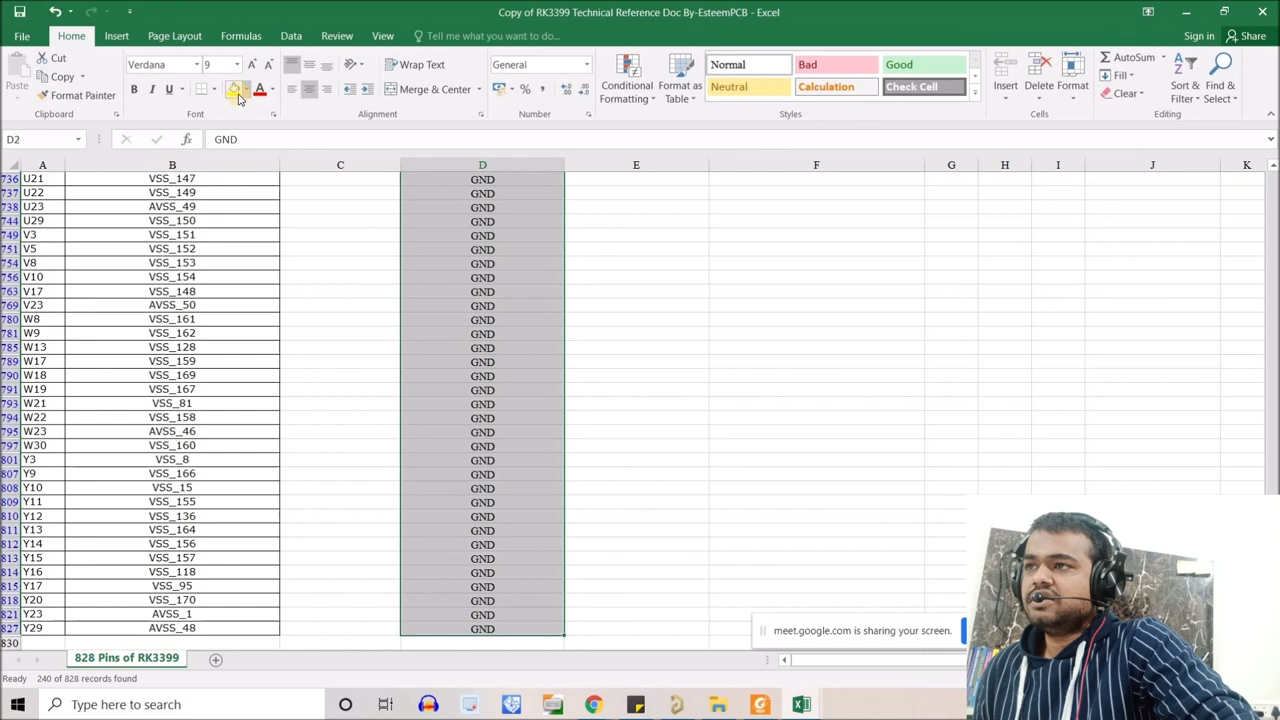 Copy of RK3399 Technical Reference Doc By-EsteemPCB - Excel
File Home Insert Page Layout Formulas Data Review View Tell me what you want to do... Sign in Share
Paste Cut Copy Format Painter Clipboard
Verdana 9 B I U Font
Wrap Text Merge & Center Alignment
General % Number
Conditional Formatting Format as Table
Normal Bad Good
Neutral Calculation Check Cell
Styles
Insert Delete Format Cells
AutoSum Fill Clear Sort & Filter Find & Select Editing
D2 fx GND
A B C D E F G H I J K
736 U21 VSS_147 GND
737 U22 VSS_149 GND
738 U23 AVSS_49 GND
744 U29 VSS_150 GND
749 V3 VSS_151 GND
751 V5 VSS_152 GND
754 V8 VSS_153 GND
756 V10 VSS_154 GND
763 V17 VSS_148 GND
769 V23 AVSS_50 GND
780 W8 VSS_161 GND
781 W9 VSS_162 GND
785 W13 VSS_128 GND
789 W17 VSS_159 GND
790 W18 VSS_169 GND
791 W19 VSS_167 GND
793 W21 VSS_81 GND
794 W22 VSS_158 GND
795 W23 AVSS_46 GND
797 W30 VSS_160 GND
801 Y3 VSS_8 GND
807 Y9 VSS_166 GND
808 Y10 VSS_15 GND
809 Y11 VSS_155 GND
810 Y12 VSS_136 GND
811 Y13 VSS_164 GND
812 Y14 VSS_156 GND
813 Y15 VSS_157 GND
814 Y16 VSS_118 GND
815 Y17 VSS_95 GND
818 Y20 VSS_170 GND
821 Y23 AVSS_1 GND
827 Y29 AVSS_48 GND
830
meet.google.com is sharing your screen.
828 Pins of RK3399
Ready 240 of 828 records found
Type here to search